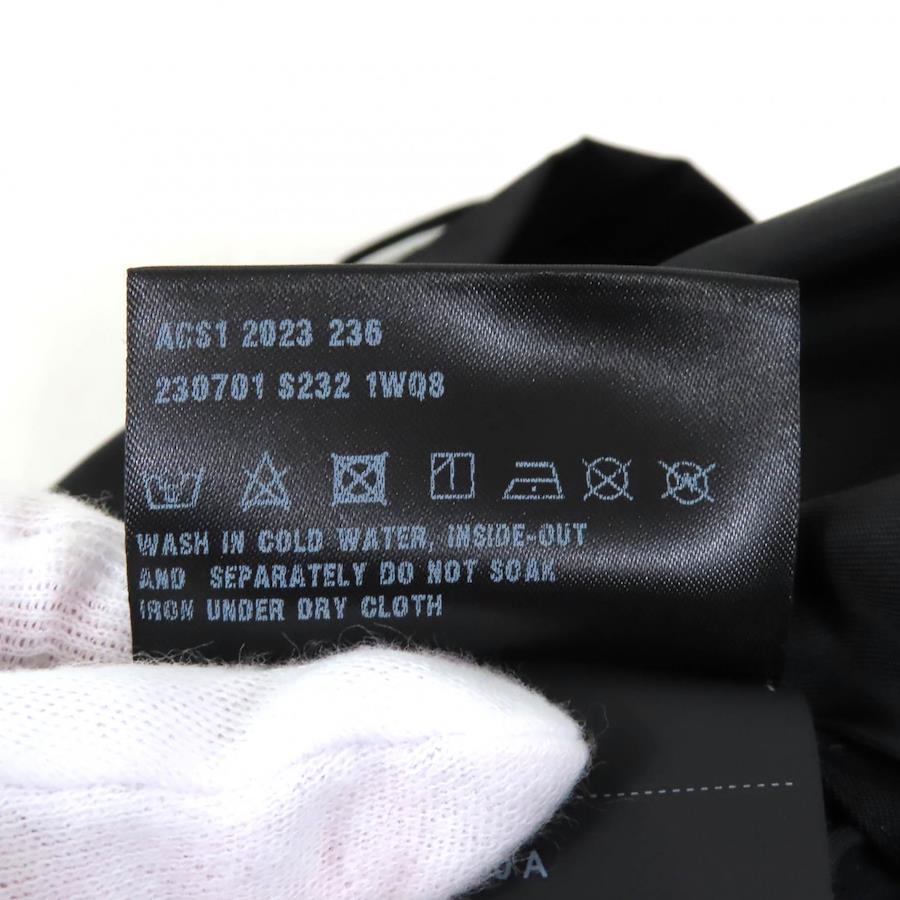 ACS1 2023 236
230701 S232 1WQ8
WASH IN COLD WATER, INSIDE-OUT
AND SEPARATELY DO NOT SOAK
IRON UNDER DRY CLOTH
A